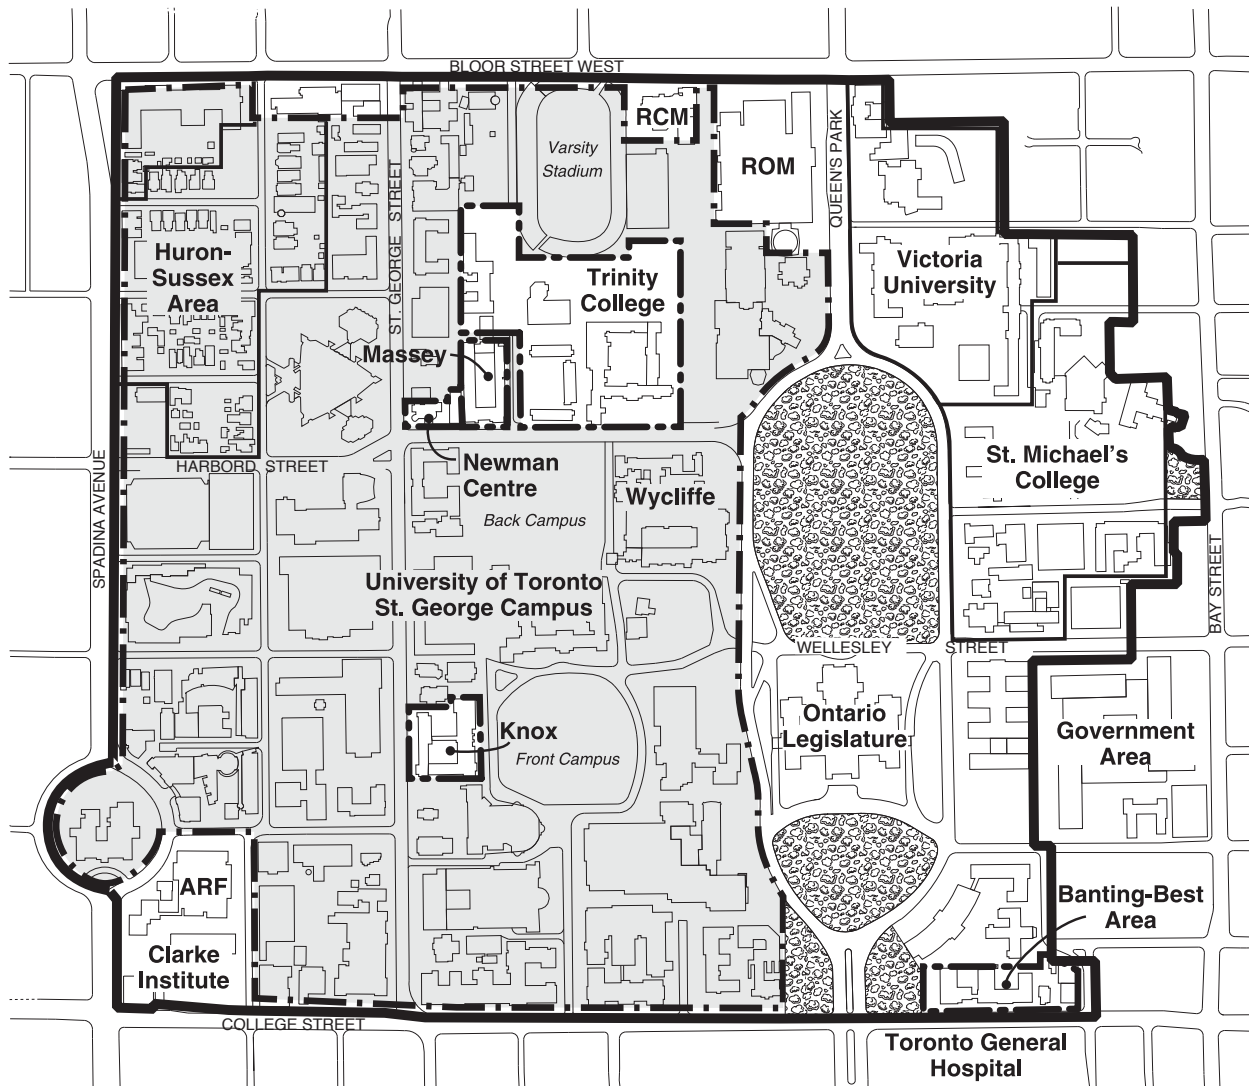 BLOOR STREET WEST
RCM
Varsity
Stadium
ROM
QUEEN'S PARK
ST. GEORGE STREET
Huron-
Sussex
Area
Trinity
College
Victoria
University
Massey
HARBORD STREET
Newman
Centre
Wycliffe
St. Michael's
College
Back Campus
SPADINA AVENUE
BAY STREET
University of Toronto
St. George Campus
WELLESLEY STREET
Knox
Front Campus
Ontario
Legislature
Government
Area
ARF
Banting-Best
Area
Clarke
Institute
COLLEGE STREET
Toronto General
Hospital